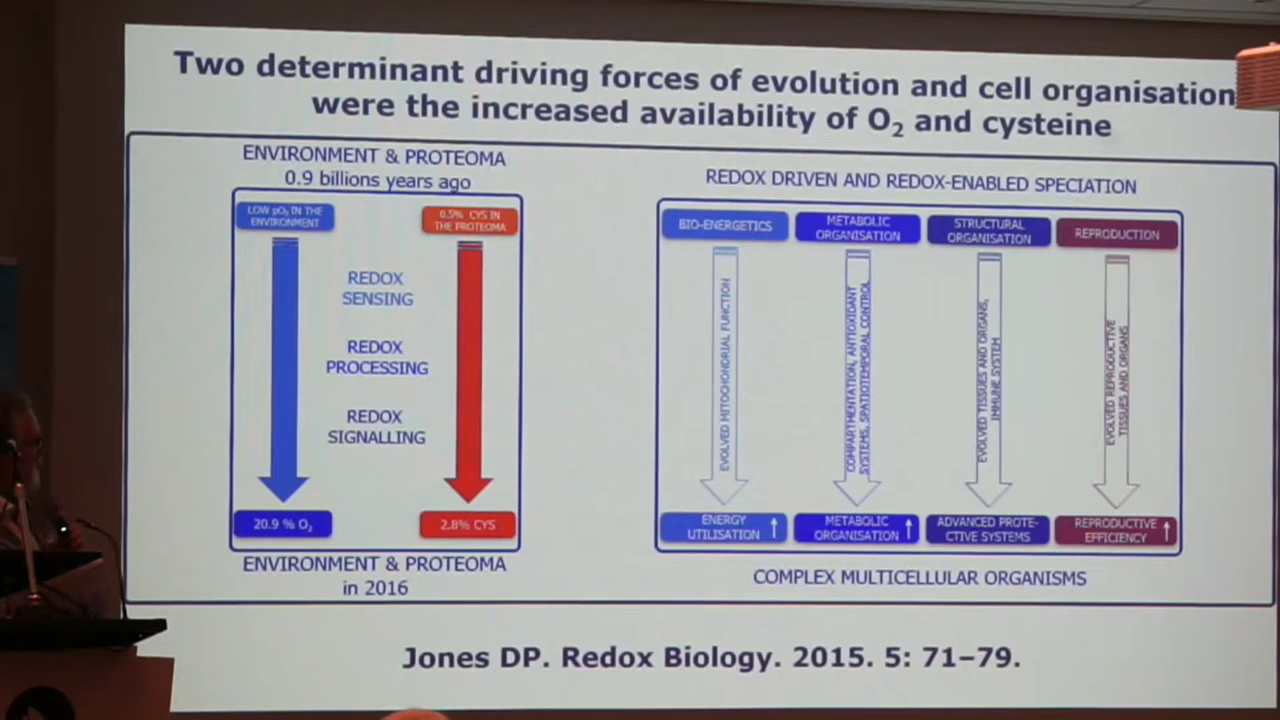 Two determinant driving forces of evolution and cell organisation
were the increased availability of O₂ and cysteine
ENVIRONMENT & PROTEOMA
0.9 billions years ago
LOW pO₂ IN THE
ENVIRONMENT
0.5% CYS IN
THE PROTEOMA
REDOX
SENSING
REDOX
PROCESSING
REDOX
SIGNALLING
20.9 % O₂
2.8% CYS
ENVIRONMENT & PROTEOMA
in 2016
REDOX DRIVEN AND REDOX-ENABLED SPECIATION
BIO-ENERGETICS
METABOLIC
ORGANISATION
STRUCTURAL
ORGANISATION
REPRODUCTION
EVOLVED MITOCHONDRIAL FUNCTION
COMPARTMENTATION, ANTIOXIDANT
SYSTEMS, SPATIOTEMPORAL CONTROL
EVOLVED TISSUES AND ORGANS,
IMMUNE SYSTEM
EVOLVED REPRODUCTIVE
TISSUES AND ORGANS
ENERGY
UTILISATION ↑
METABOLIC
ORGANISATION ↑
ADVANCED PROTE-
CTIVE SYSTEMS
REPRODUCTIVE
EFFICIENCY ↑
COMPLEX MULTICELLULAR ORGANISMS
Jones DP. Redox Biology. 2015. 5: 71–79.